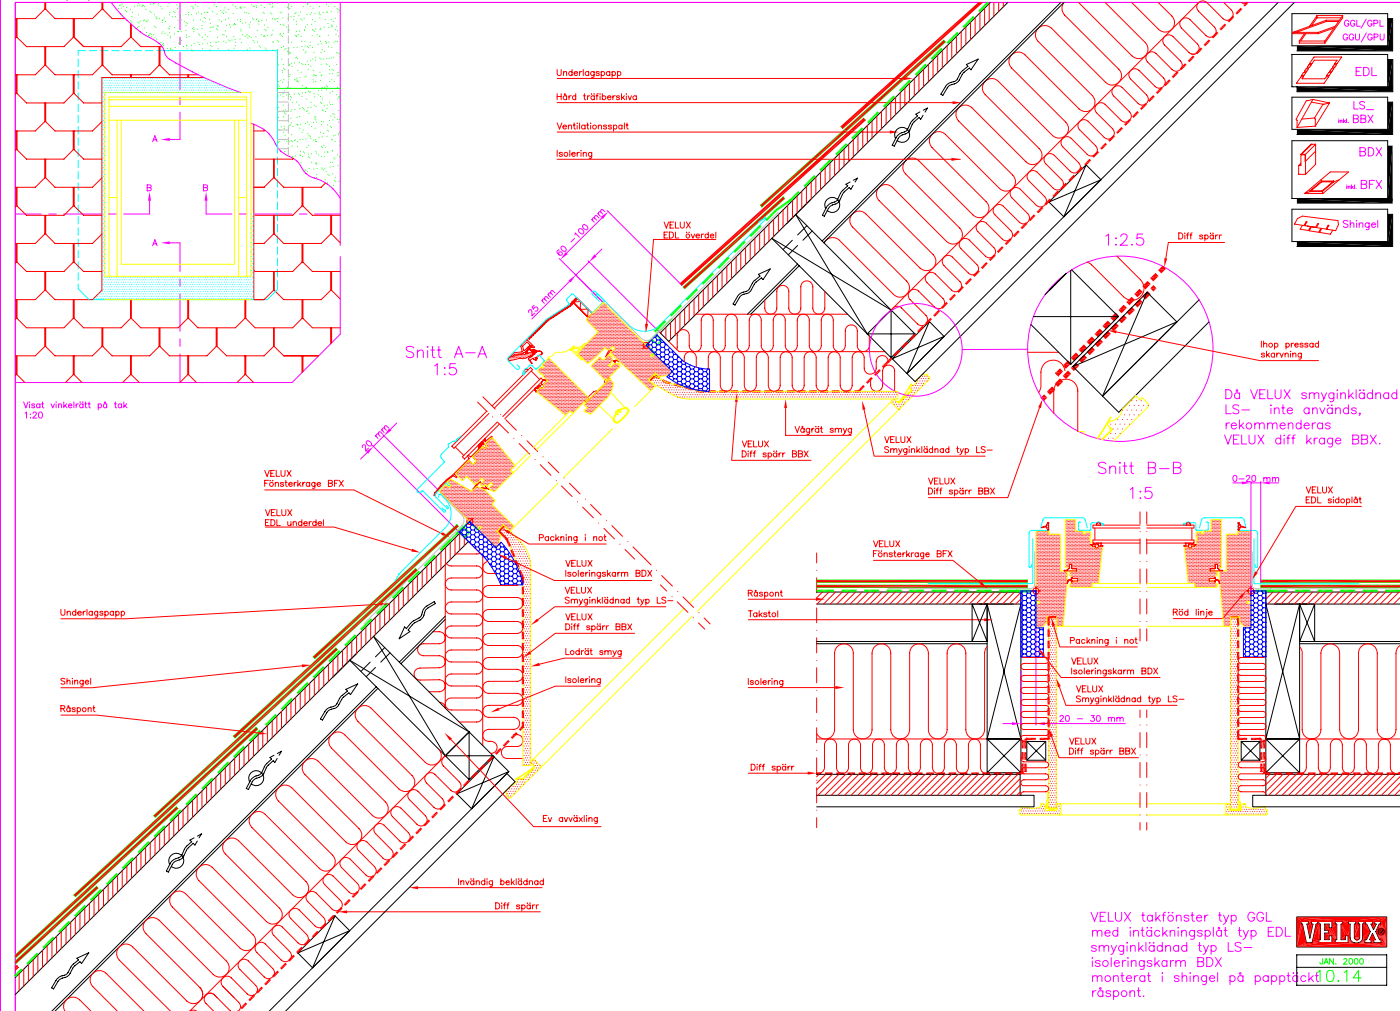 A
B
B
A
Visat vinkelrätt på tak
1:20
Underlagspapp
Hård träfiberskiva
Ventilationsspalt
Isolering
60 -100 mm
25 mm
VELUX
EDL överdel
Snitt A-A
1:5
20 mm
VELUX
Fönsterkrage BFX
VELUX
EDL underdel
Vågrät smyg
VELUX
Diff spärr BBX
VELUX
Smyginklädnad typ LS-
Packning i not
VELUX
Isoleringskarm BDX
VELUX
Smyginklädnad typ LS-
VELUX
Diff spärr BBX
Lodrät smyg
Isolering
Underlagspapp
Shingel
Råspont
Ev avväxling
Invändig beklädnad
Diff spärr
GGL/GPL
GGU/GPU
EDL
LS_
inkl. BBX
BDX
inkl. BFX
Shingel
1:2.5
Diff spärr
Ihop pressad
skarvning
VELUX
Diff spärr BBX
Då VELUX smyginklädnad
LS- inte används,
rekommenderas
VELUX diff krage BBX.
Snitt B-B
1:5
0-20 mm
VELUX
EDL sidoplåt
VELUX
Fönsterkrage BFX
Råspont
Takstol
Röd linje
Packning i not
VELUX
Isoleringskarm BDX
VELUX
Smyginklädnad typ LS-
Isolering
20 - 30 mm
VELUX
Diff spärr BBX
Diff spärr
VELUX takfönster typ GGL
med intäckningsplåt typ EDL
smyginklädnad typ LS-
isoleringskarm BDX
monterat i shingel på papptäckt
råspont.
VELUX®
JAN. 2000
10.14